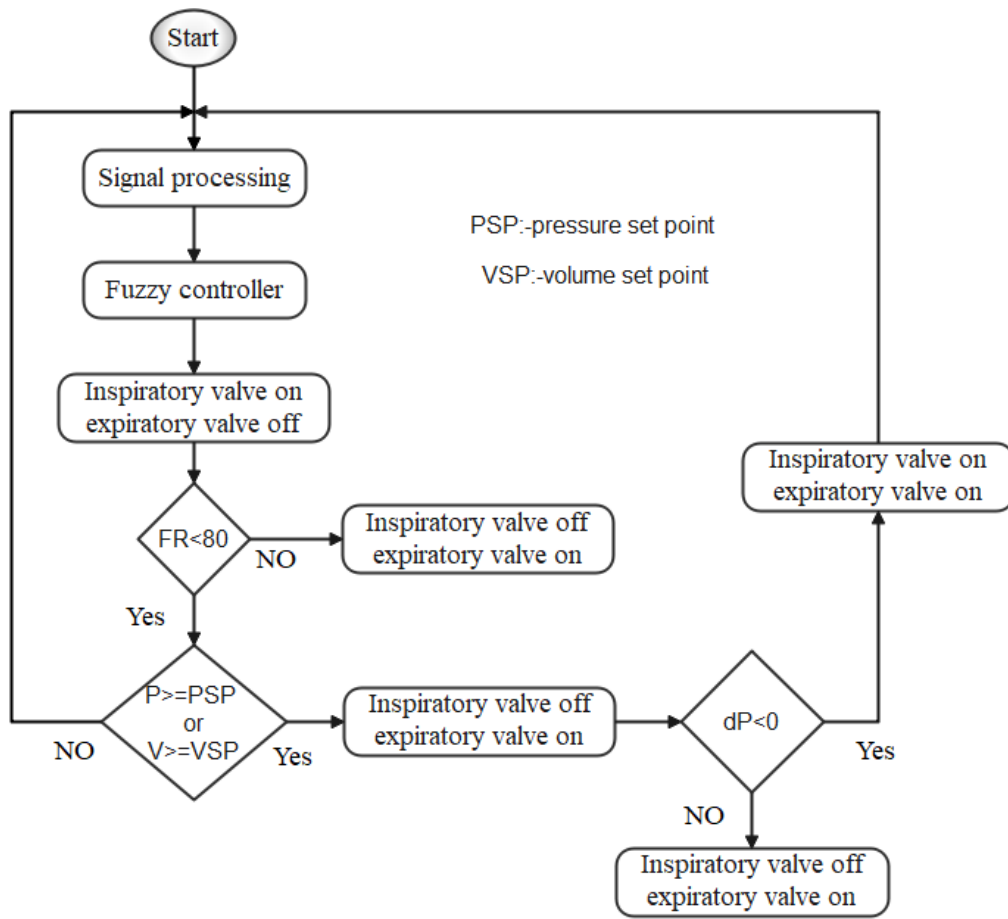 Start
Signal processing
PSP:-pressure set point
Fuzzy controller
VSP:-volume set point
Inspiratory valve on
expiratory valve off
Inspiratory valve on
expiratory valve on
FR<80
NO
Inspiratory valve off
expiratory valve on
Yes
P>=PSP
or
V>=VSP
NO
Yes
Inspiratory valve off
expiratory valve on
dP<0
Yes
NO
Inspiratory valve off
expiratory valve on